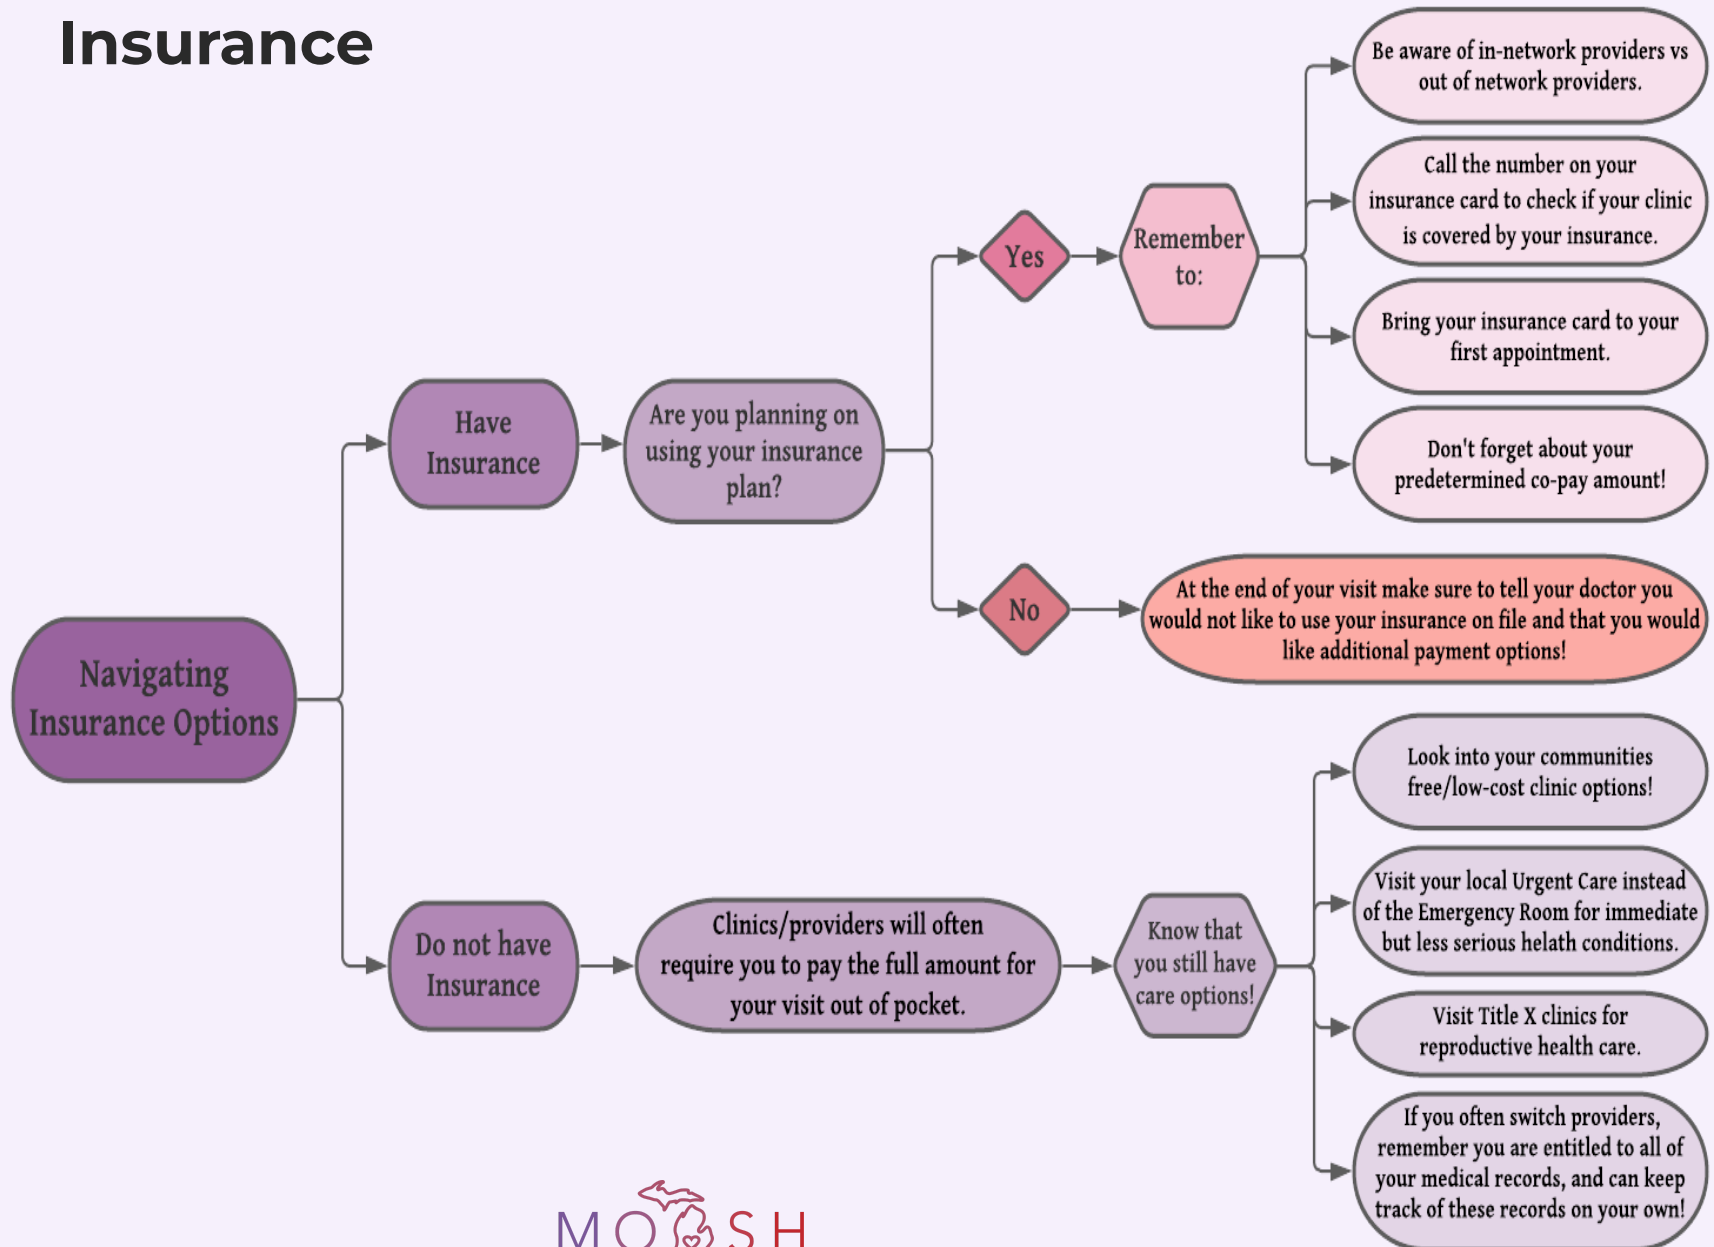 Insurance
Be aware of in-network providers vs
out of network providers.
Call the number on your
insurance card to check if your clinic
is covered by your insurance.
Yes
Remember
to:
Bring your insurance card to your
first appointment.
Have
Insurance
Are you planning on
using your insurance
plan?
Don't forget about your
predetermined co-pay amount!
No
At the end of your visit make sure to tell your doctor you
would not like to use your insurance on file and that you would
like additional payment options!
Navigating
Insurance Options
Look into your communities
free/low-cost clinic options!
Visit your local Urgent Care instead
of the Emergency Room for immediate
but less serious helath conditions.
Do not have
Insurance
Clinics/providers will often
require you to pay the full amount for
your visit out of pocket.
Know that
you still have
care options!
Visit Title X clinics for
reproductive health care.
If you often switch providers,
remember you are entitled to all of
your medical records, and can keep
track of these records on your own!
MO SH